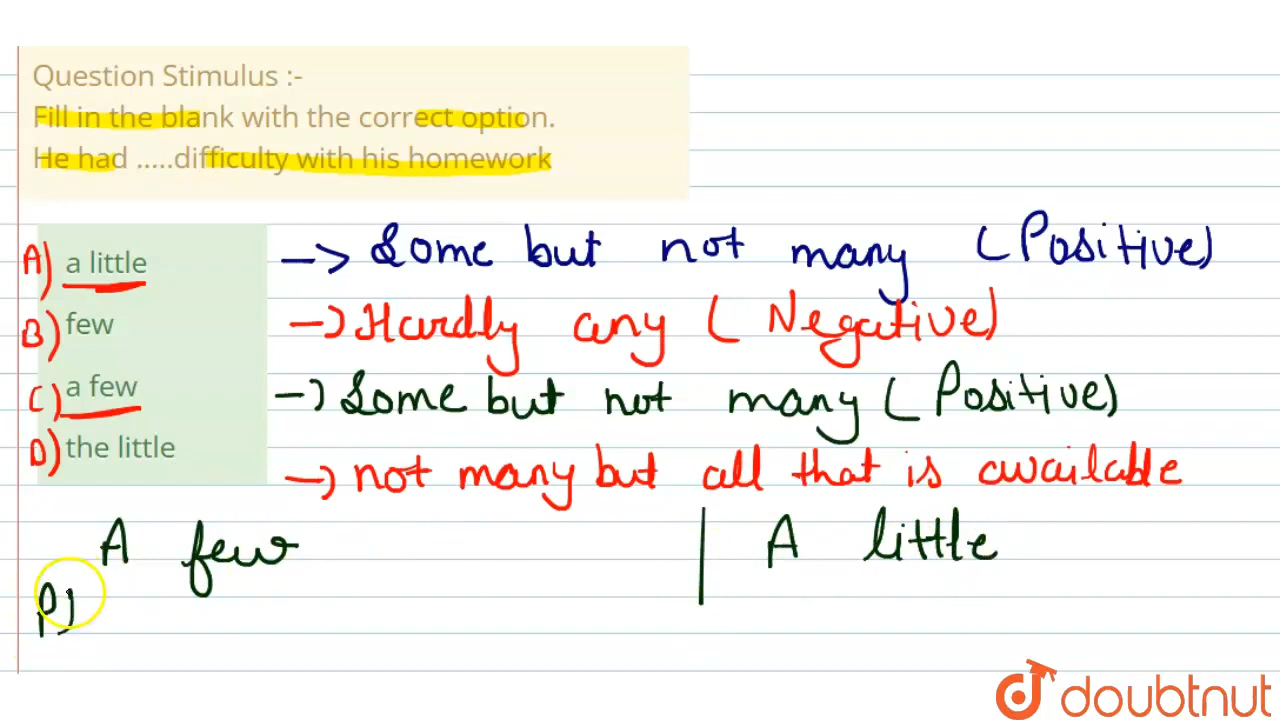 Question Stimulus :-
Fill in the blank with the correct option.
He had .....difficulty with his homework
A) a little → Some but not many (Positive)
B) few → Hardly any (Negative)
C) a few → Some but not many (Positive)
D) the little → not many but all that is available
A few | A little
Pl
doubtnut